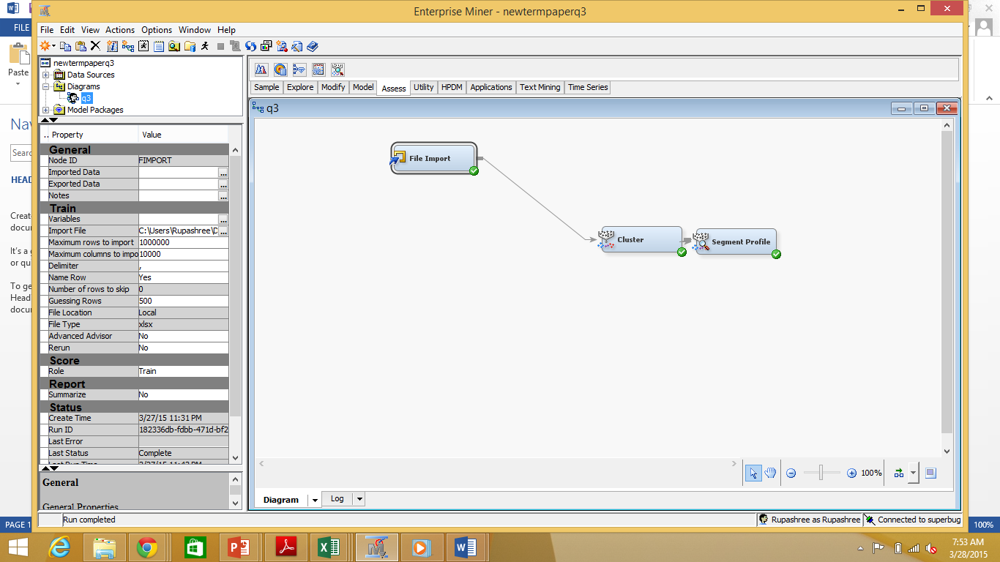 Enterprise Miner - newtermpaperq3
FILE
File Edit View Actions Options Window Help
Paste
newtermpaperq3
Data Sources
Diagrams
q3
Model Packages
Sample Explore Modify Model Assess Utility HPDM Applications Text Mining Time Series
q3
Nav
Sear
HEAD
Create
docum
It's a
or qu
To ge
Head
docum
.. Property Value
General
Node ID FIMPORT
Imported Data ...
Exported Data ...
Notes ...
Train
Variables ...
Import File C:\Users\Rupashree\D ...
Maximum rows to import 1000000
Maximum columns to impo 10000
Delimiter ,
Name Row Yes
Number of rows to skip 0
Guessing Rows 500
File Location Local
File Type xlsx
Advanced Advisor No
Rerun No
Score
Role Train
Report
Summarize No
Status
Create Time 3/27/15 11:31 PM
Run ID 182336db-fdbb-471d-bf2
Last Error
Last Status Complete
Last Run Time 3/27/15 11:43 PM
General
General Properties
File Import
Cluster
Segment Profile
100%
Diagram Log
Run completed
Rupashree as Rupashree
Connected to superbug
PAGE 1
100%
7:53 AM
3/28/2015